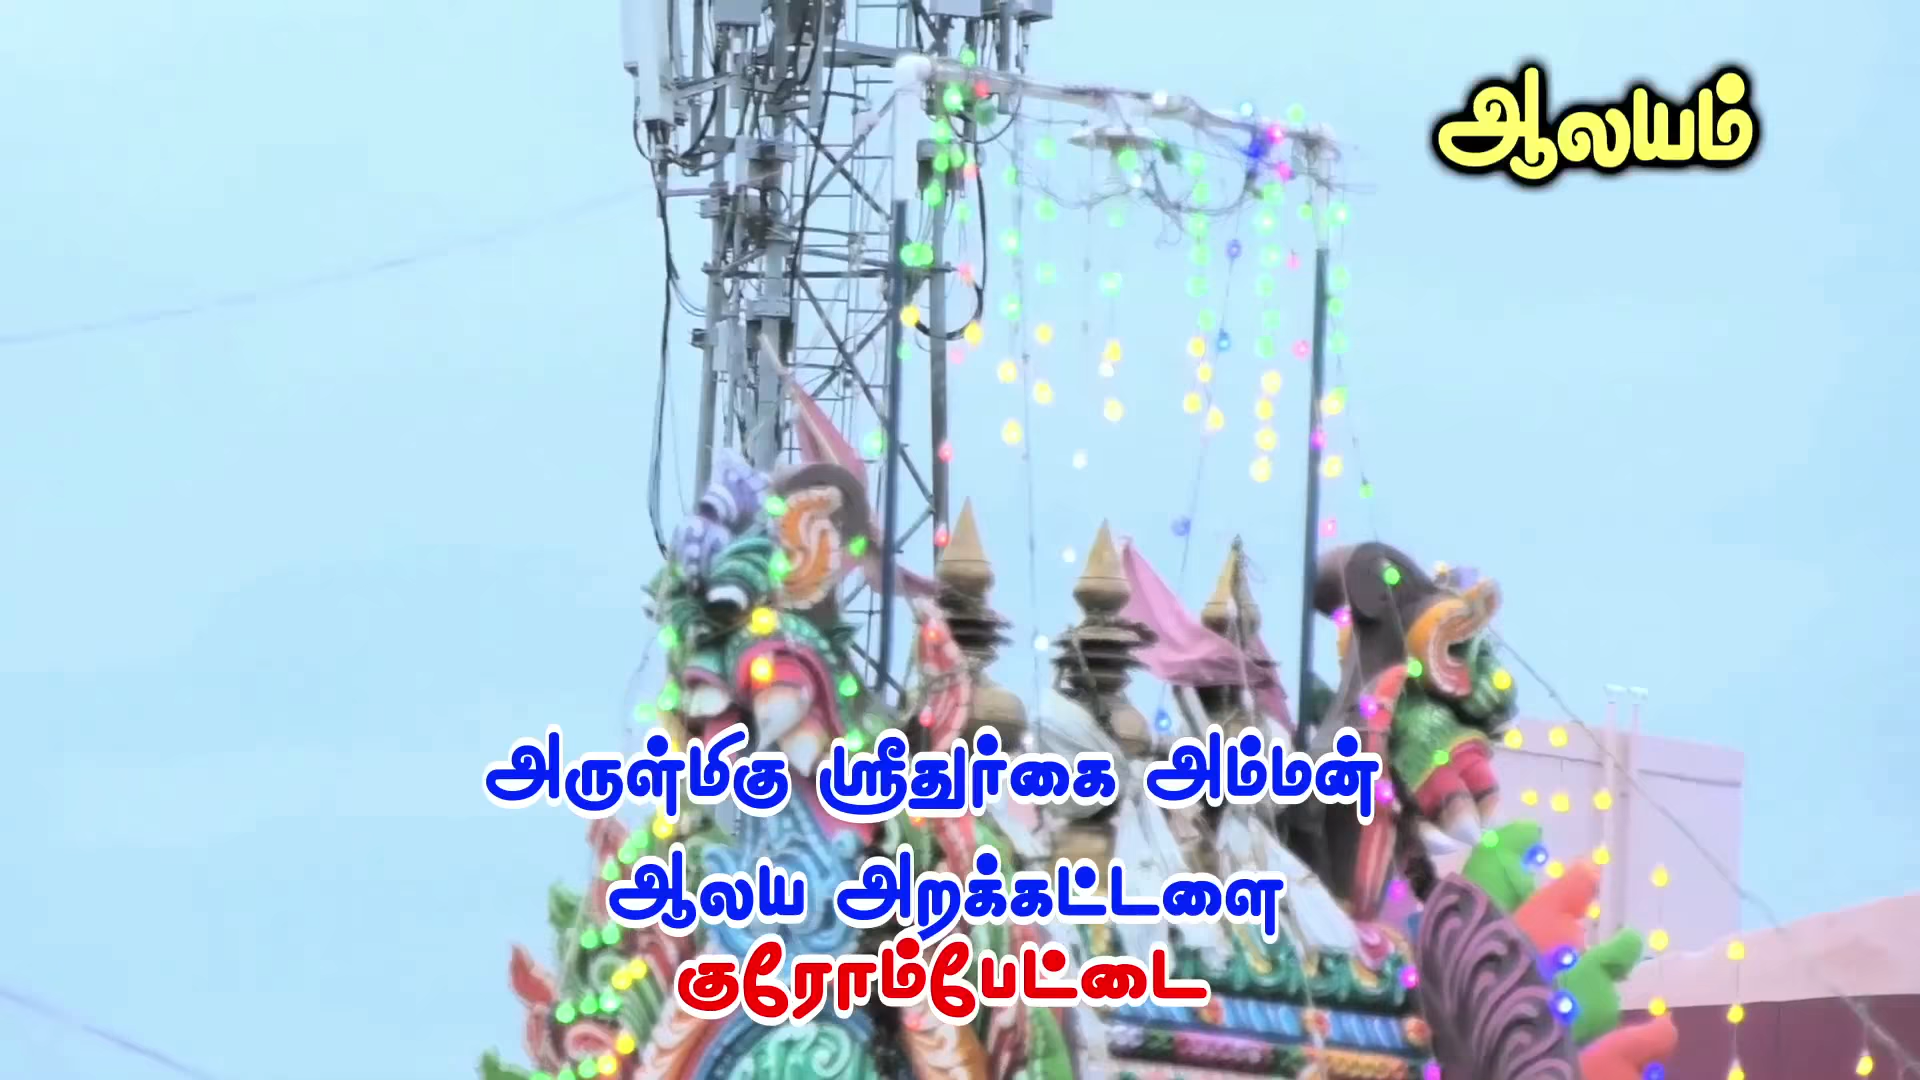 ஆலயம்
அருள்மிகு ஸ்ரீதுர்கை அம்மன்
ஆலய அறக்கட்டளை
குரோம்பேட்டை